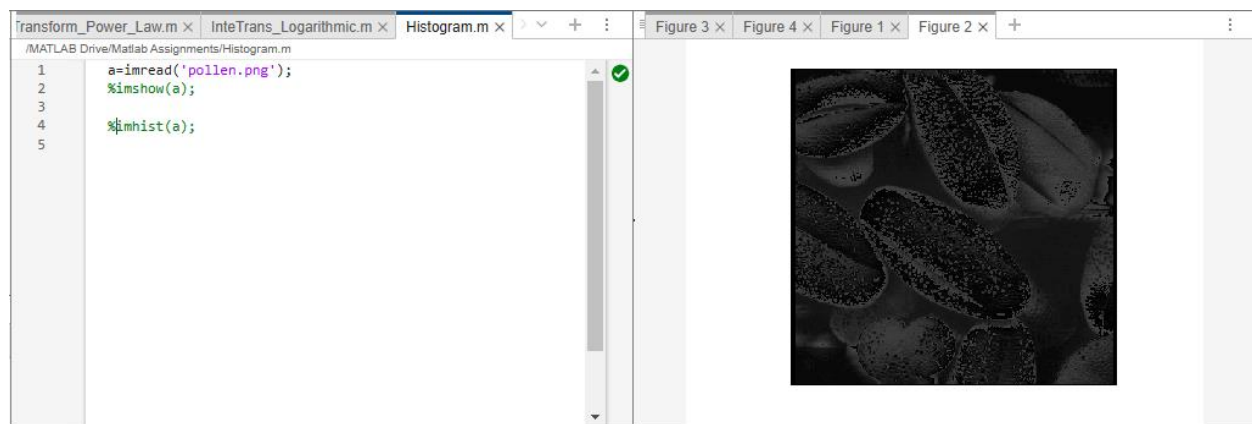 Transform_Power_Law.m × InteTrans_Logarithmic.m × Histogram.m ×
/MATLAB Drive/Matlab Assignments/Histogram.m
1 a=imread('pollen.png');
2 %imshow(a);
3
4 %imhist(a);
5
Figure 3 × Figure 4 × Figure 1 × Figure 2 ×